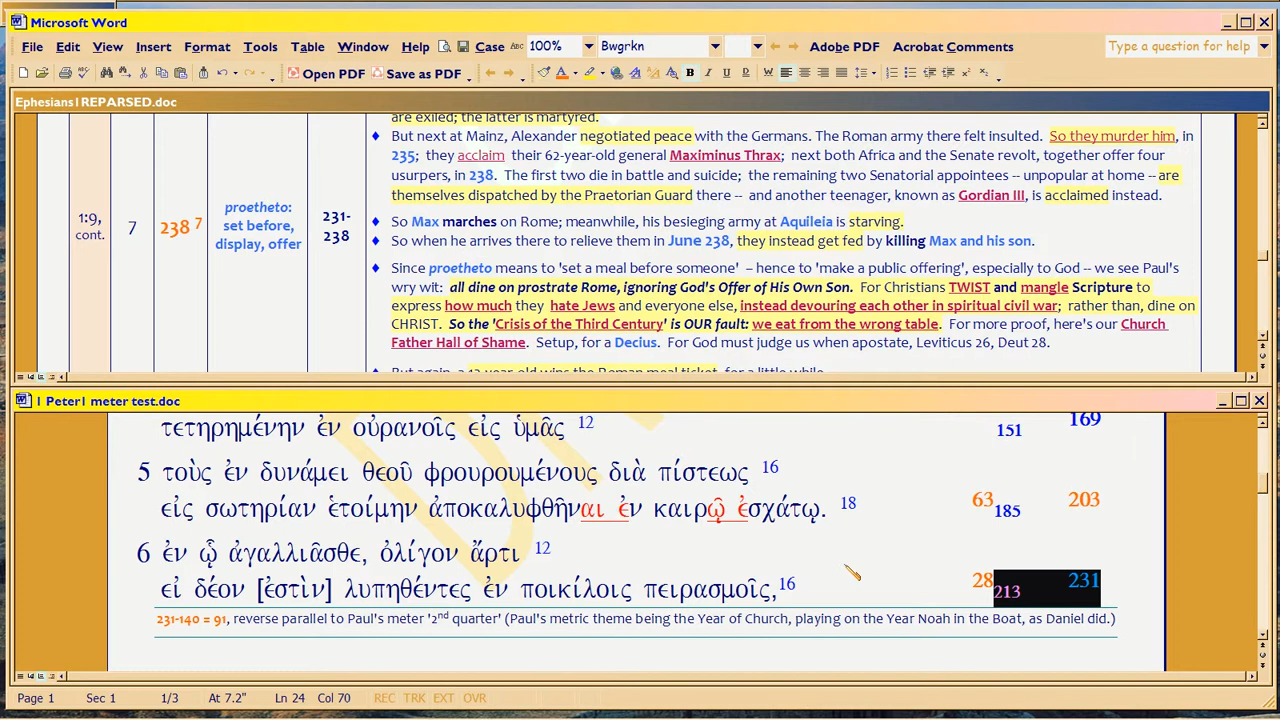 Microsoft Word
File Edit View Insert Format Tools Table Window Help Case 100% Bwgrkn Adobe PDF Acrobat Comments Type a question for help
Open PDF Save as PDF
Ephesians1REPARSED.doc
are exiled; the latter is martyred.
But next at Mainz, Alexander negotiated peace with the Germans. The Roman army there felt insulted. So they murder him, in
235; they acclaim their 62-year-old general Maximinus Thrax; next both Africa and the Senate revolt, together offer four
usurpers, in 238. The first two die in battle and suicide; the remaining two Senatorial appointees -- unpopular at home -- are
themselves dispatched by the Praetorian Guard there -- and another teenager, known as Gordian III, is acclaimed instead.
1:9, cont. 7 238 7 proetheto: set before, display, offer 231-238
So Max marches on Rome; meanwhile, his besieging army at Aquileia is starving.
So when he arrives there to relieve them in June 238, they instead get fed by killing Max and his son.
Since proetheto means to 'set a meal before someone' – hence to 'make a public offering', especially to God – we see Paul's
wry wit: all dine on prostrate Rome, ignoring God's Offer of His Own Son. For Christians TWIST and mangle Scripture to
express how much they hate Jews and everyone else, instead devouring each other in spiritual civil war; rather than, dine on
CHRIST. So the 'Crisis of the Third Century' is OUR fault: we eat from the wrong table. For more proof, here's our Church
Father Hall of Shame. Setup, for a Decius. For God must judge us when apostate, Leviticus 26, Deut 28.
But again, a 13-year-old wins the Roman meal ticket, for a little while.
1 Peter1 meter test.doc
τετηρημένην ἐν οὐρανοῖς εἰς ὑμᾶς 12 151 169
5 τοὺς ἐν δυνάμει θεοῦ φρουρουμένους διὰ πίστεως 16
εἰς σωτηρίαν ἑτοίμην ἀποκαλυφθῆναι ἐν καιρῷ ἐσχάτῳ. 18 63 185 203
6 ἐν ᾧ ἀγαλλιᾶσθε, ὀλίγον ἄρτι 12
εἰ δέον [ἐστὶν] λυπηθέντες ἐν ποικίλοις πειρασμοῖς, 16 28 213 231
231-140 = 91, reverse parallel to Paul's meter '2nd quarter' (Paul's metric theme being the Year of Church, playing on the Year Noah in the Boat, as Daniel did.)
Page 1 Sec 1 1/3 At 7.2" Ln 24 Col 70 REC TRK EXT OVR